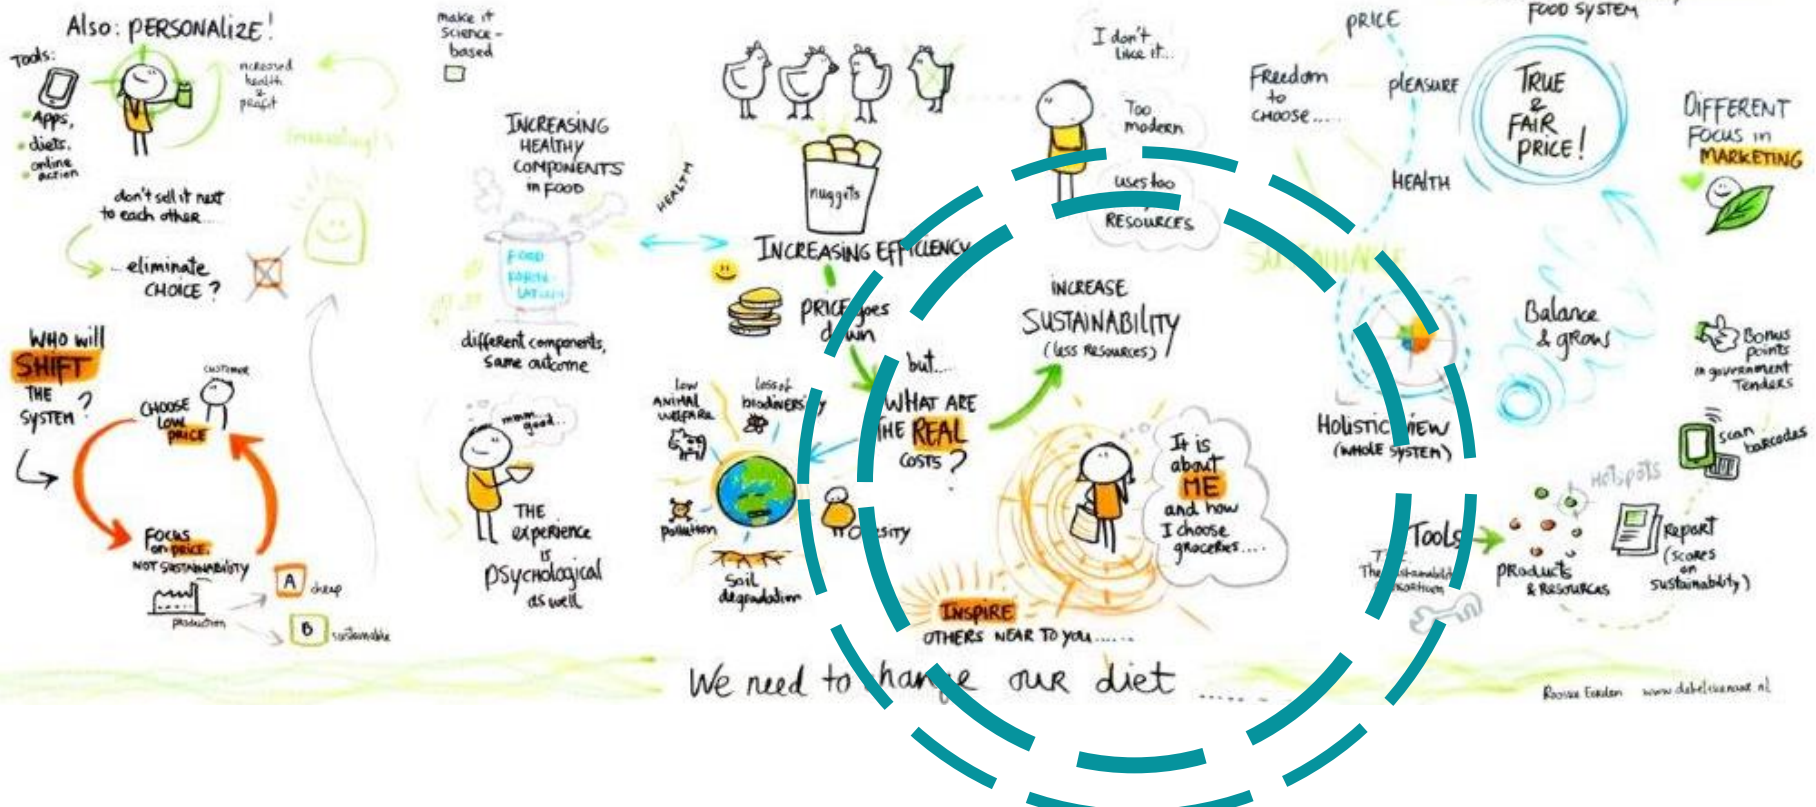 Also: PERSONALIZE!
Tools:
Apps,
diets,
online
action
increased
health
&
profit
don't sell it next
to each other....
... eliminate
CHOICE?
WHO will
SHIFT
THE
SYSTEM?
customer
CHOOSE
LOW
PRICE
FOCUS
on PRICE,
NOT SUSTAINABILITY
production
A cheap
B sustainable
make it
science-
based
INCREASING
HEALTHY
COMPONENTS
in FOOD
HEALTH
FOOD
different components,
same outcome
mmm...
good...
THE
experience
is
psychological
as well
nuggets
INCREASING EFFICIENCY
PRICE goes
down
but....
WHAT ARE
THE REAL
COSTS?
low
ANIMAL
WELFARE
loss of
biodiversity
pollution
OBESITY
Soil
degradation
I don't
like it...
Too
modern
uses too
RESOURCES
INCREASE
SUSTAINABILITY
(less RESOURCES)
It is
about
ME
and how
I choose
groceries....
INSPIRE
OTHERS NEAR TO YOU......
We need to change our diet ......
PRICE
Freedom
to
CHOOSE.....
pleasure
HEALTH
SUSTAINABLE
FOOD SYSTEM
TRUE
&
FAIR
PRICE!
DIFFERENT
FOCUS in
MARKETING
Balance
& grows
Holistic VIEW
(WHOLE SYSTEM)
Bonus
points
in government
Tenders
scan
barcodes
HOTSPOTS
Tools
PRODUCTS
& RESOURCES
Report
(scores
on
sustainability)
www.debetekenaar.nl